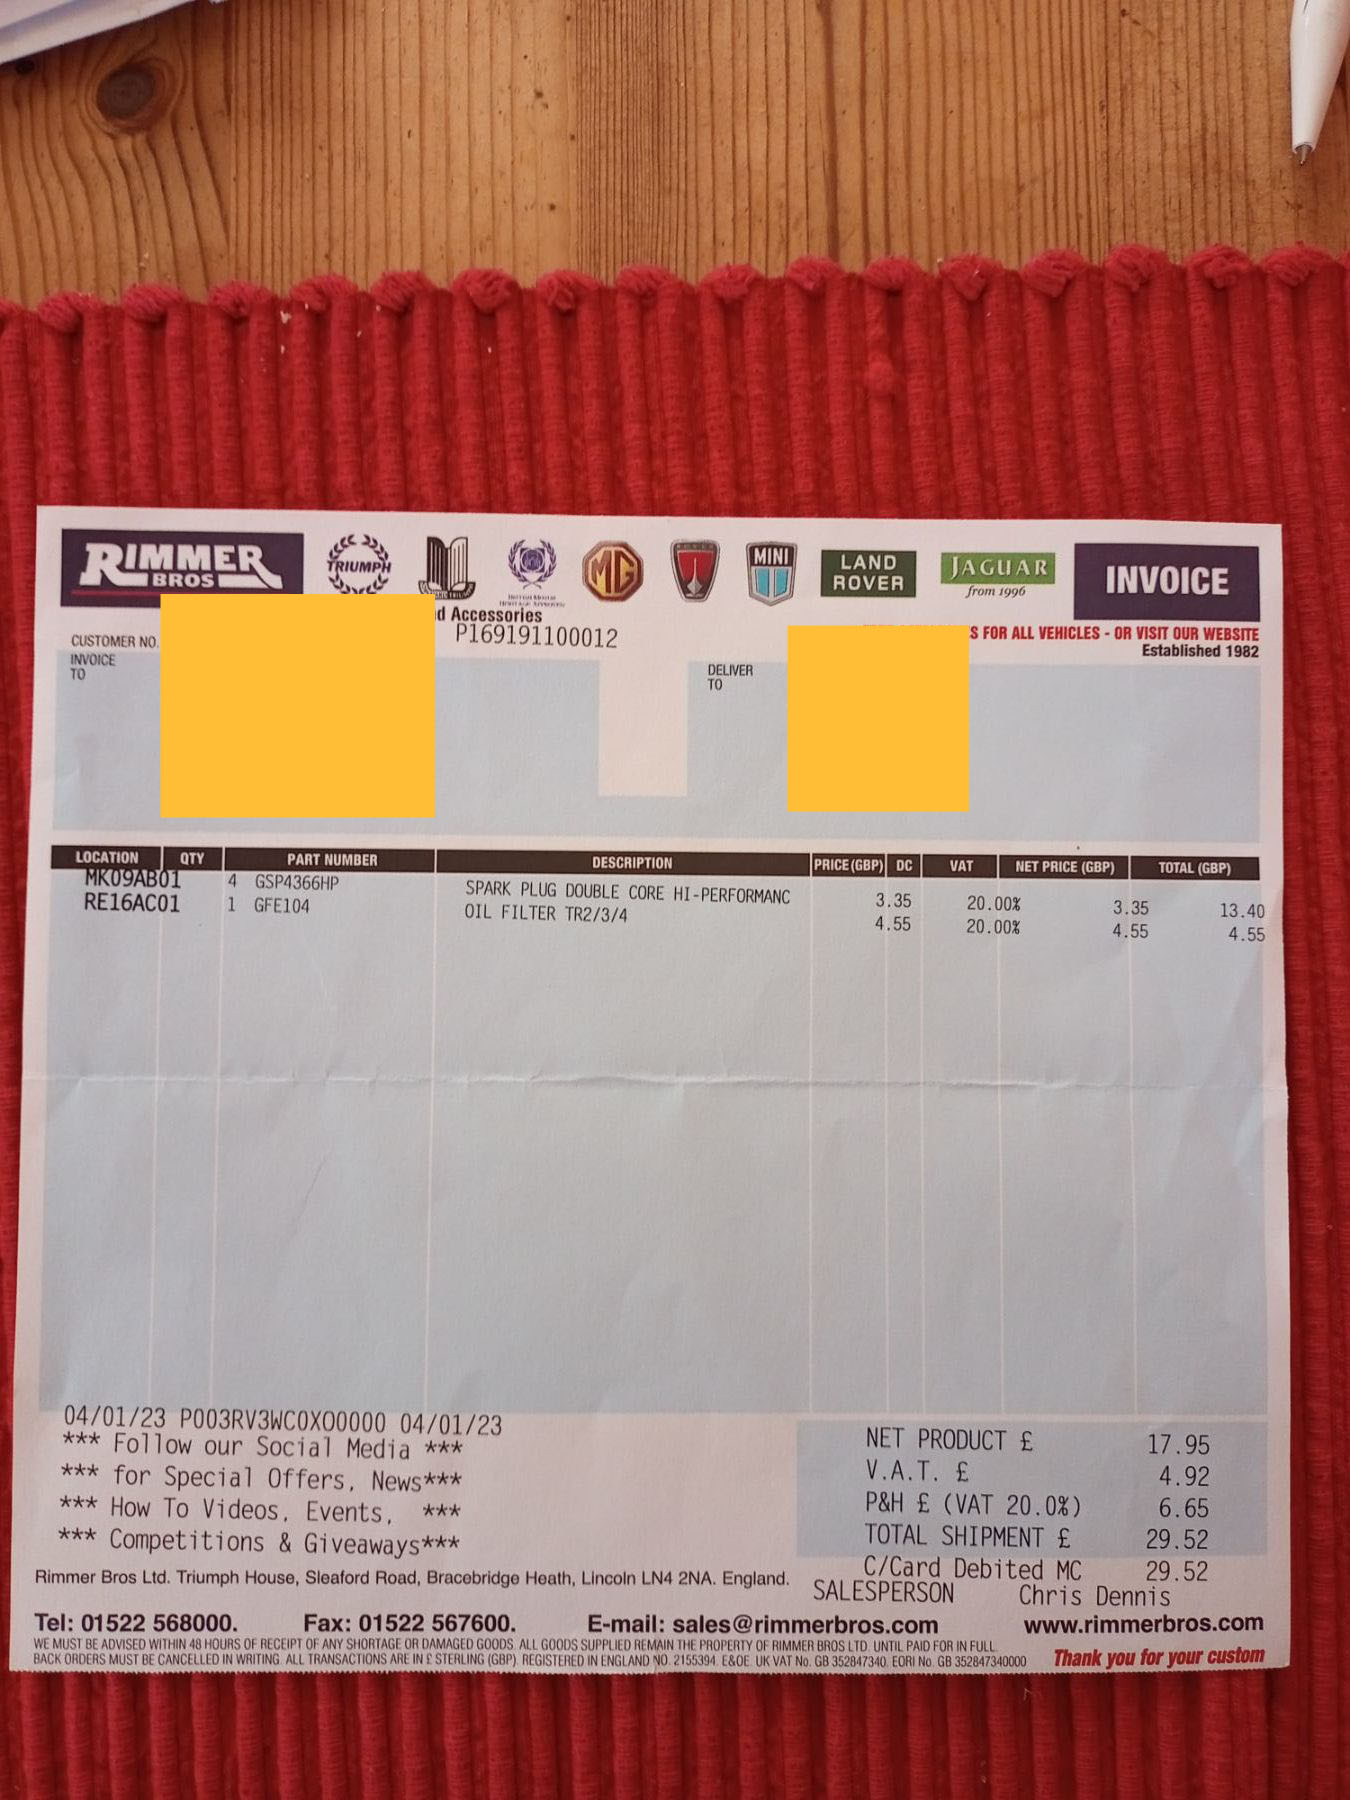 RIMMER BROS
TRIUMPH
MG
MINI
LAND ROVER
JAGUAR
from 1996
INVOICE
d Accessories
CUSTOMER NO.
P169191100012
S FOR ALL VEHICLES - OR VISIT OUR WEBSITE
Established 1982
INVOICE TO
DELIVER TO
LOCATION QTY PART NUMBER DESCRIPTION PRICE (GBP) DC VAT NET PRICE (GBP) TOTAL (GBP)
MK09AB01 4 GSP4366HP SPARK PLUG DOUBLE CORE HI-PERFORMANC 3.35 20.00% 3.35 13.40
RE16AC01 1 GFE104 OIL FILTER TR2/3/4 4.55 20.00% 4.55 4.55
04/01/23 P003RV3WC0X00000 04/01/23
*** Follow our Social Media ***
*** for Special Offers, News***
*** How To Videos, Events, ***
*** Competitions & Giveaways***
NET PRODUCT £ 17.95
V.A.T. £ 4.92
P&H £ (VAT 20.0%) 6.65
TOTAL SHIPMENT £ 29.52
C/Card Debited MC 29.52
SALESPERSON Chris Dennis
Rimmer Bros Ltd. Triumph House, Sleaford Road, Bracebridge Heath, Lincoln LN4 2NA. England.
Tel: 01522 568000. Fax: 01522 567600. E-mail: sales@rimmerbros.com www.rimmerbros.com
WE MUST BE ADVISED WITHIN 48 HOURS OF RECEIPT OF ANY SHORTAGE OR DAMAGED GOODS. ALL GOODS SUPPLIED REMAIN THE PROPERTY OF RIMMER BROS LTD. UNTIL PAID FOR IN FULL.
BACK ORDERS MUST BE CANCELLED IN WRITING. ALL TRANSACTIONS ARE IN £ STERLING (GBP). REGISTERED IN ENGLAND NO. 2155394. E&OE. UK VAT No. GB 352847340. EORI No. GB 352847340000
Thank you for your custom